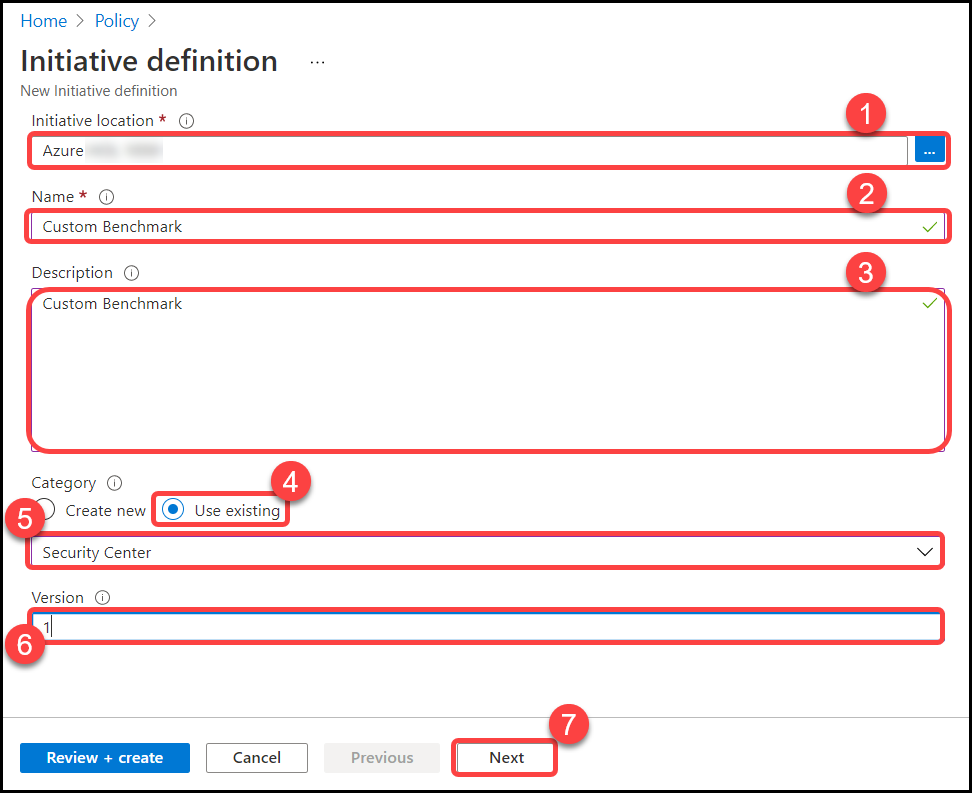 Home > Policy >
Initiative definition ...
New Initiative definition
Initiative location *
1
Azure
...
Name *
2
Custom Benchmark
Description
3
Custom Benchmark
Category
4
Create new Use existing
5
Security Center
Version
1
6
7
Review + create Cancel Previous Next